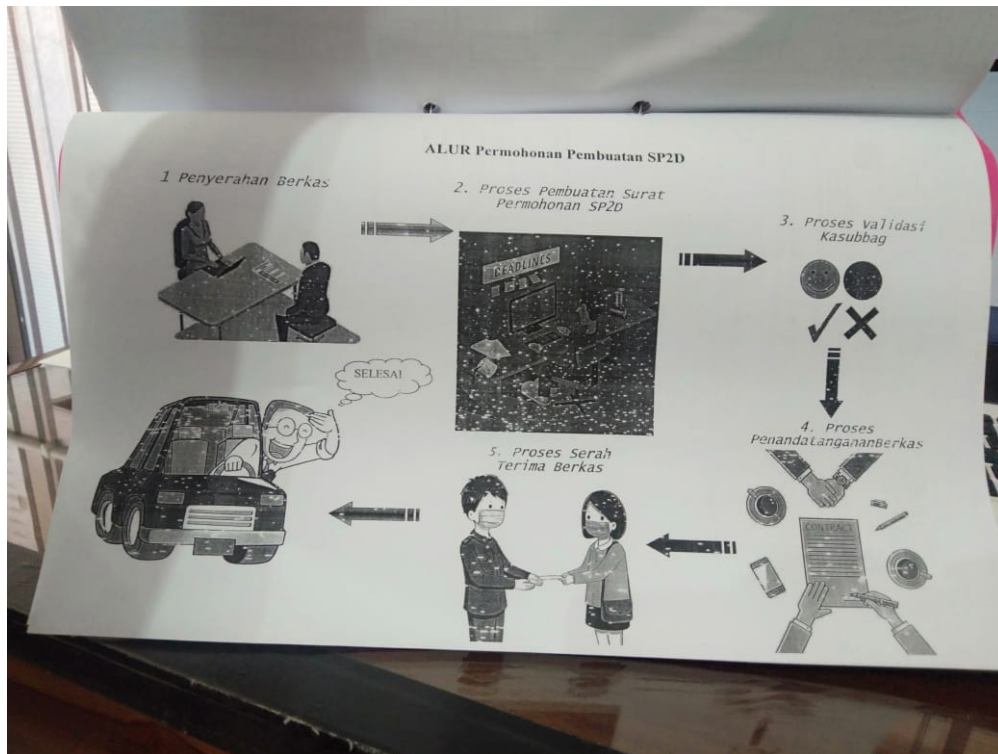 ALUR Permohonan Pembuatan SP2D
1 Penyerahan Berkas
2. Proses Pembuatan Surat
Permohonan SP2D
DEADLINES
3. Proses Validasi
Kasubbag
4. Proses
PenandatangananBerkas
CONTRACT
5. Proses Serah
Terima Berkas
SELESAI